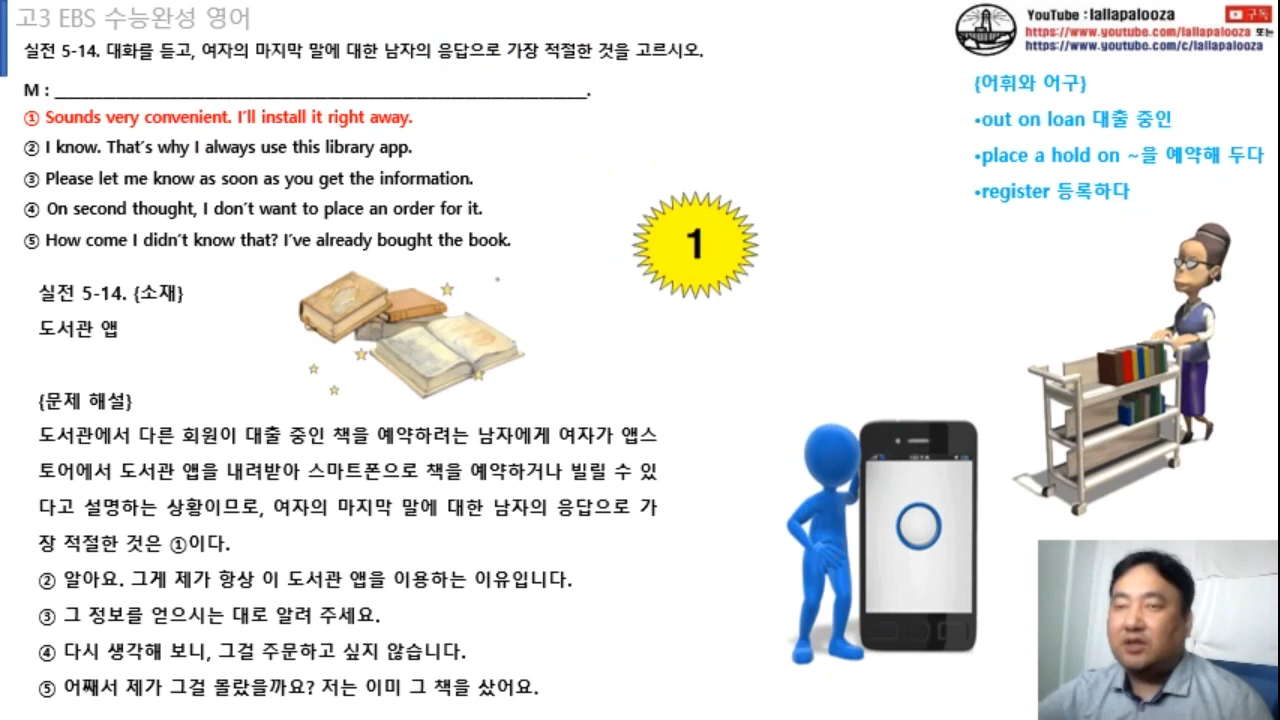 고3 EBS 수능완성 영어
실전 5-14. 대화를 듣고, 여자의 마지막 말에 대한 남자의 응답으로 가장 적절한 것을 고르시오.
M : ________________________________________.
① Sounds very convenient. I'll install it right away.
② I know. That's why I always use this library app.
③ Please let me know as soon as you get the information.
④ On second thought, I don't want to place an order for it.
⑤ How come I didn't know that? I've already bought the book.
1
실전 5-14. {소재}
도서관 앱
{문제 해설}
도서관에서 다른 회원이 대출 중인 책을 예약하려는 남자에게 여자가 앱스
토어에서 도서관 앱을 내려받아 스마트폰으로 책을 예약하거나 빌릴 수 있
다고 설명하는 상황이므로, 여자의 마지막 말에 대한 남자의 응답으로 가
장 적절한 것은 ①이다.
② 알아요. 그게 제가 항상 이 도서관 앱을 이용하는 이유입니다.
③ 그 정보를 얻으시는 대로 알려 주세요.
④ 다시 생각해 보니, 그걸 주문하고 싶지 않습니다.
⑤ 어째서 제가 그걸 몰랐을까요? 저는 이미 그 책을 샀어요.
YouTube : lallapalooza
구독
https://www.youtube.com/lallapalooza 또는
https://www.youtube.com/c/lallapalooza
{어휘와 어구}
•out on loan 대출 중인
•place a hold on ~을 예약해 두다
•register 등록하다